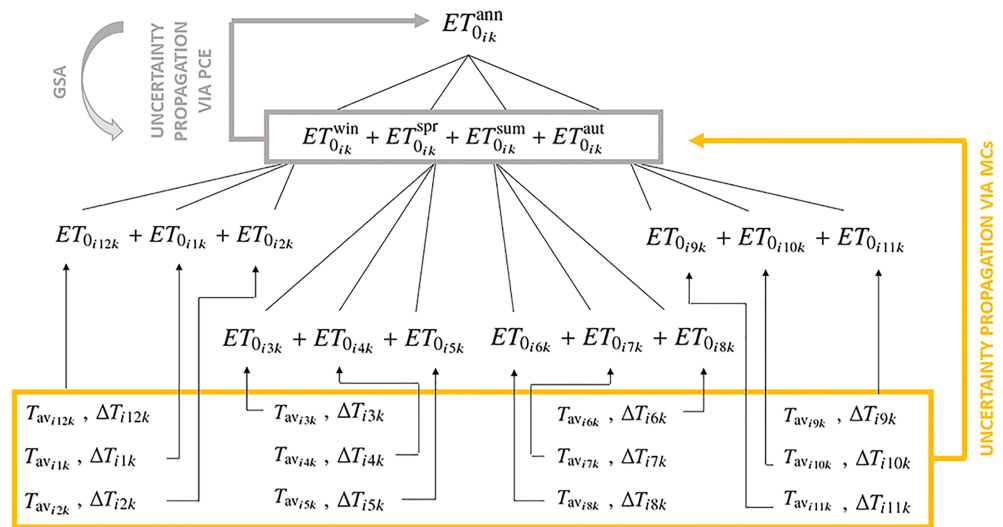 ET_{0_{ik}}^{ann}
GSA
UNCERTAINTY
PROPAGATION
VIA PCE
ET_{0_{ik}}^{win} + ET_{0_{ik}}^{spr} + ET_{0_{ik}}^{sum} + ET_{0_{ik}}^{aut}
UNCERTAINTY PROPAGATION VIA MCs
ET_{0_{i12k}} + ET_{0_{i1k}} + ET_{0_{i2k}}
ET_{0_{i9k}} + ET_{0_{i10k}} + ET_{0_{i11k}}
ET_{0_{i3k}} + ET_{0_{i4k}} + ET_{0_{i5k}}
ET_{0_{i6k}} + ET_{0_{i7k}} + ET_{0_{i8k}}
T_{av_{i12k}} , ΔT_{i12k}
T_{av_{i1k}} , ΔT_{i1k}
T_{av_{i2k}} , ΔT_{i2k}
T_{av_{i3k}} , ΔT_{i3k}
T_{av_{i4k}} , ΔT_{i4k}
T_{av_{i5k}} , ΔT_{i5k}
T_{av_{i6k}} , ΔT_{i6k}
T_{av_{i7k}} , ΔT_{i7k}
T_{av_{i8k}} , ΔT_{i8k}
T_{av_{i9k}} , ΔT_{i9k}
T_{av_{i10k}} , ΔT_{i10k}
T_{av_{i11k}} , ΔT_{i11k}